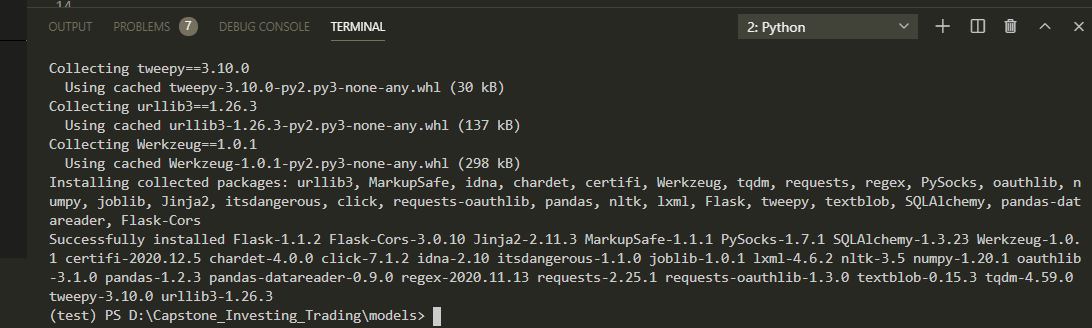 14
OUTPUT PROBLEMS 7 DEBUG CONSOLE TERMINAL 2: Python
Collecting tweepy==3.10.0
  Using cached tweepy-3.10.0-py2.py3-none-any.whl (30 kB)
Collecting urllib3==1.26.3
  Using cached urllib3-1.26.3-py2.py3-none-any.whl (137 kB)
Collecting Werkzeug==1.0.1
  Using cached Werkzeug-1.0.1-py2.py3-none-any.whl (298 kB)
Installing collected packages: urllib3, MarkupSafe, idna, chardet, certifi, Werkzeug, tqdm, requests, regex, PySocks, oauthlib, n
umpy, joblib, Jinja2, itsdangerous, click, requests-oauthlib, pandas, nltk, lxml, Flask, tweepy, textblob, SQLAlchemy, pandas-dat
areader, Flask-Cors
Successfully installed Flask-1.1.2 Flask-Cors-3.0.10 Jinja2-2.11.3 MarkupSafe-1.1.1 PySocks-1.7.1 SQLAlchemy-1.3.23 Werkzeug-1.0.
1 certifi-2020.12.5 chardet-4.0.0 click-7.1.2 idna-2.10 itsdangerous-1.1.0 joblib-1.0.1 lxml-4.6.2 nltk-3.5 numpy-1.20.1 oauthlib
-3.1.0 pandas-1.2.3 pandas-datareader-0.9.0 regex-2020.11.13 requests-2.25.1 requests-oauthlib-1.3.0 textblob-0.15.3 tqdm-4.59.0
tweepy-3.10.0 urllib3-1.26.3
(test) PS D:\Capstone_Investing_Trading\models>